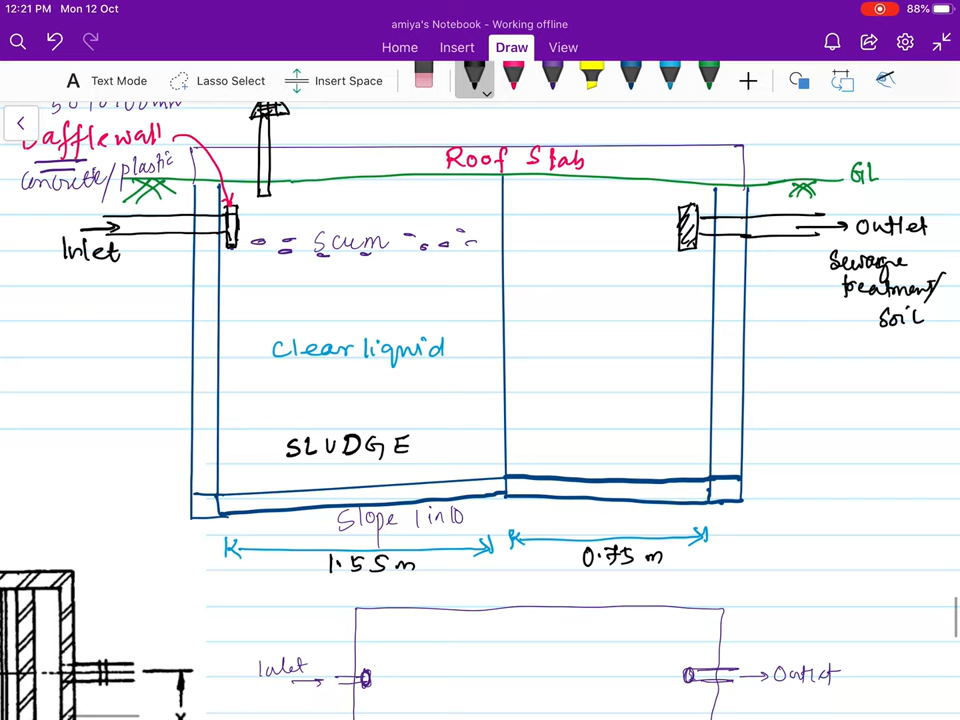 12:21 PM Mon 12 Oct
88%
amiya's Notebook - Working offline
Home Insert Draw View
Text Mode Lasso Select Insert Space
afflewall
concrete/plastic
Roof Slab
GL
Inlet
scum
Outlet
Sewage
treatment/
Soil
Clear liquid
SLUDGE
Slope 1 in 10
1.55m
0.75 m
Inlet
Outlet
x